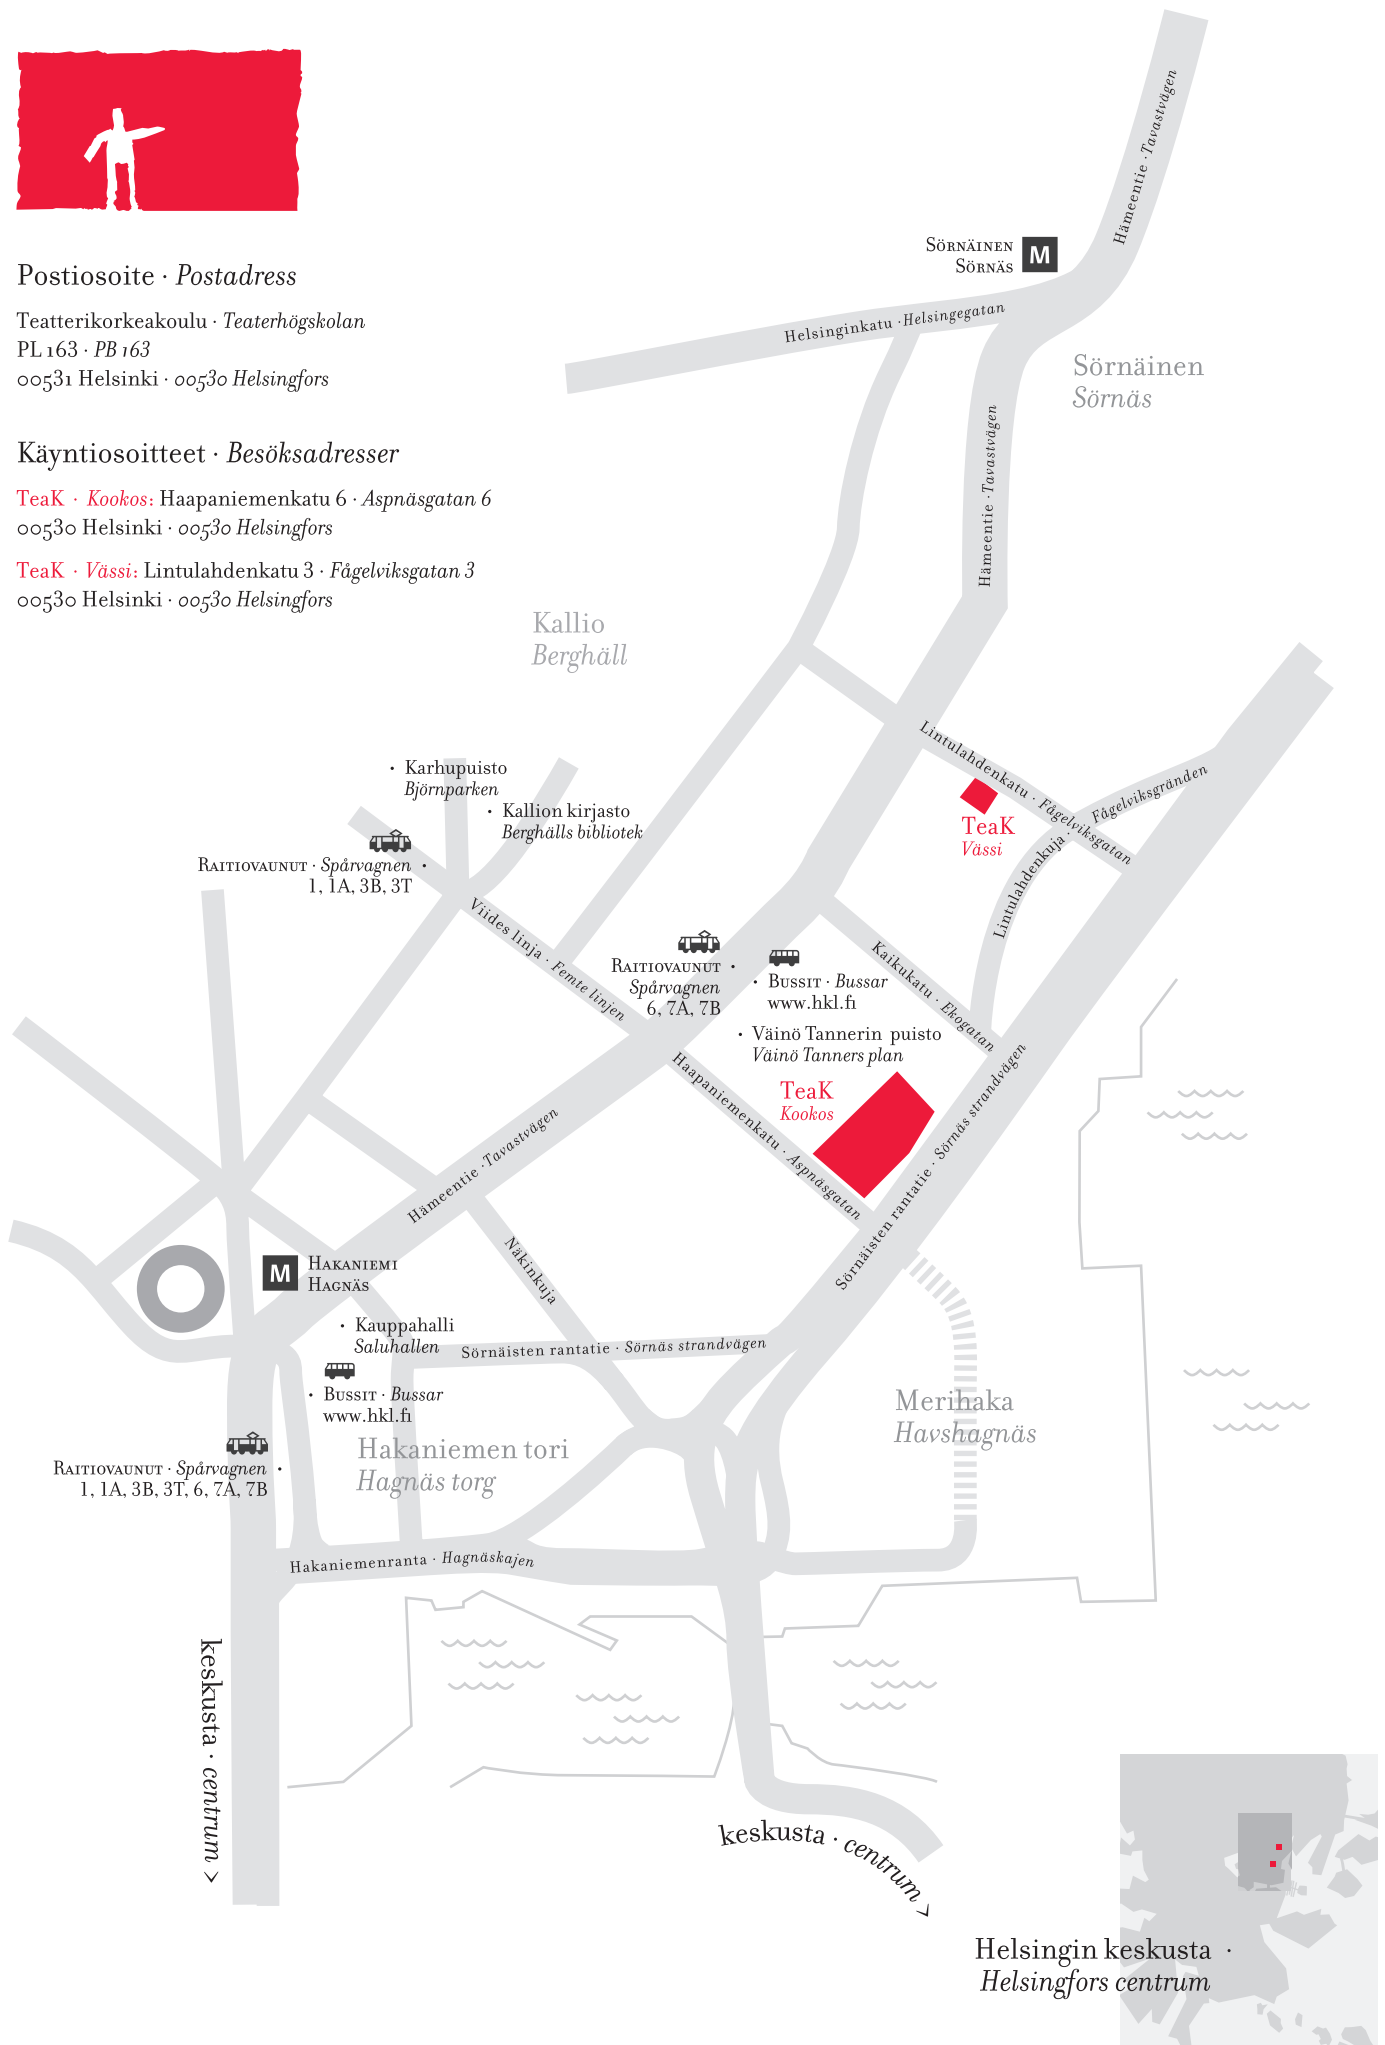 Postiosoite · Postadress
Teatterikorkeakoulu · Teaterhögskolan
PL 163 · PB 163
00531 Helsinki · 00530 Helsingfors
Käyntiosoitteet · Besöksadresser
TeaK · Kookos: Haapaniemenkatu 6 · Aspnäsgatan 6
00530 Helsinki · 00530 Helsingfors
TeaK · Vässi: Lintulahdenkatu 3 · Fågelviksgatan 3
00530 Helsinki · 00530 Helsingfors
Hämeentie · Tavastvägen
Sörnäinen
Sörnäs
M
Helsinginkatu · Helsingegatan
Sörnäinen
Sörnäs
Hämeentie · Tavastvägen
Kallio
Berghäll
Lintulahdenkatu · Fågelviksgatan
Lintulahdenkuja · Fågelviksgränden
TeaK
Vässi
· Karhupuisto
Björnparken
· Kallion kirjasto
Berghälls bibliotek
Raitiovaunut · Spårvagnen ·
1, 1A, 3B, 3T
Viides linja · Femte linjen
Raitiovaunut ·
Spårvagnen
6, 7A, 7B
· Bussit · Bussar
www.hkl.fi
Kaikukatu · Ekogatan
· Väinö Tannerin puisto
Väinö Tanners plan
TeaK
Kookos
Haapaniemenkatu · Aspnäsgatan
Sörnäisten rantatie · Sörnäs strandvägen
Hämeentie · Tavastvägen
Näkinkuja
M
Hakaniemi
Hagnäs
· Kauppahalli
Saluhallen
Sörnäisten rantatie · Sörnäs strandvägen
· Bussit · Bussar
www.hkl.fi
Merihaka
Havshagnäs
Hakaniemen tori
Hagnäs torg
Raitiovaunut · Spårvagnen ·
1, 1A, 3B, 3T, 6, 7A, 7B
Hakaniemenranta · Hagnäskajen
keskusta · centrum >
keskusta · centrum >
Helsingin keskusta ·
Helsingfors centrum